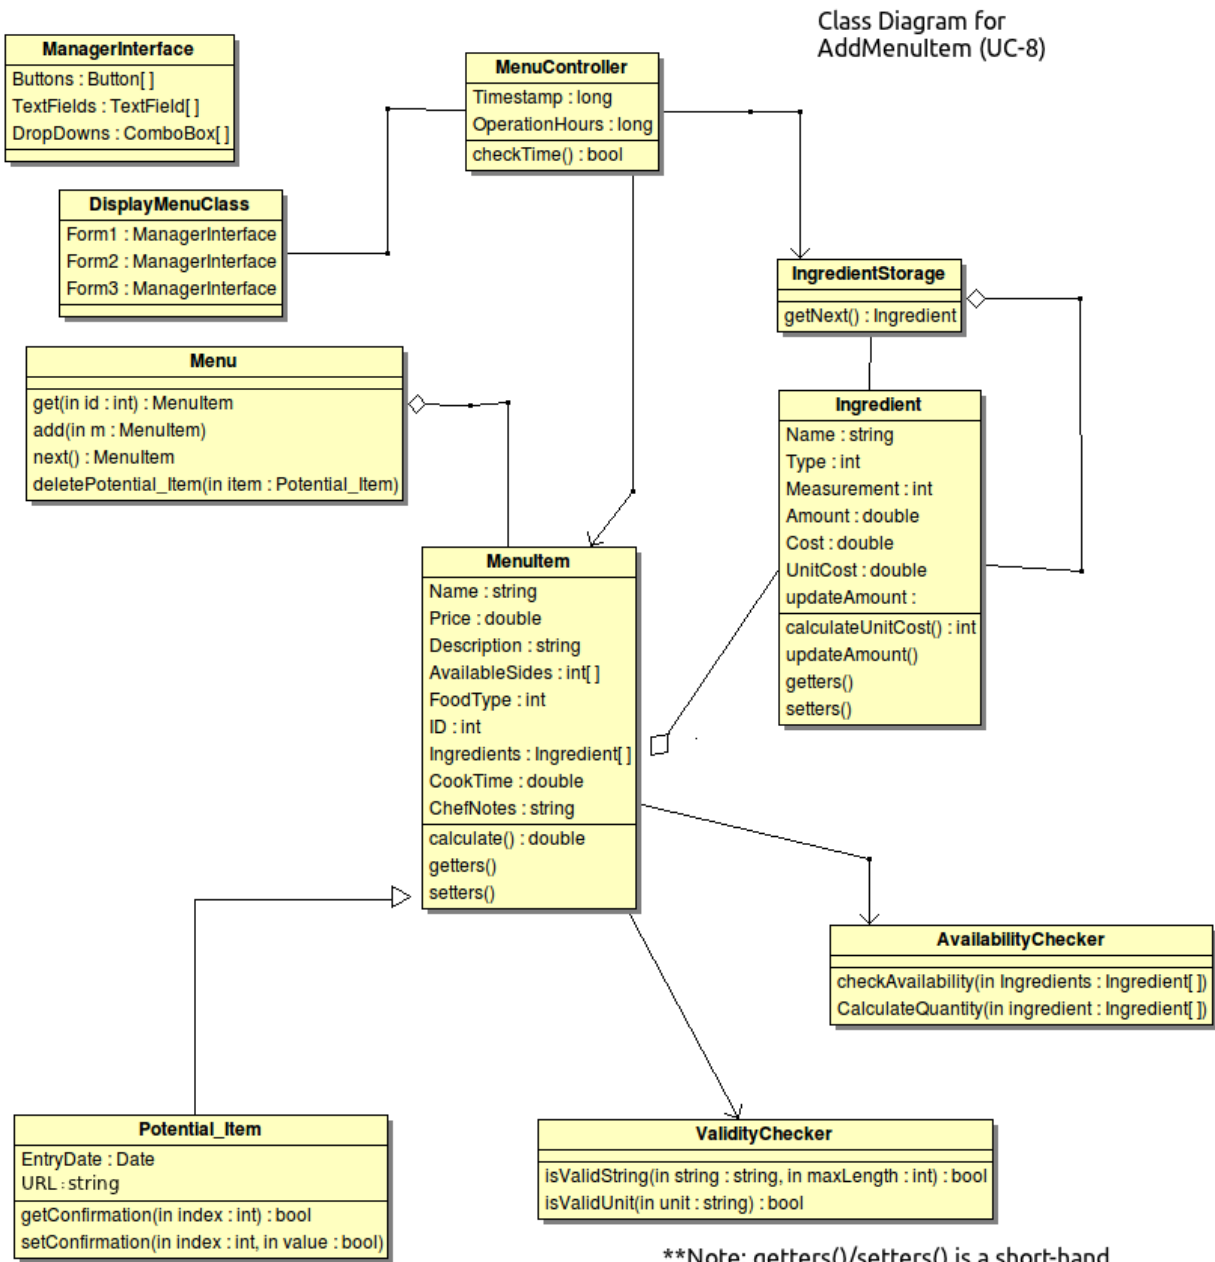 Class Diagram for
AddMenuItem (UC-8)
ManagerInterface
Buttons : Button[ ]
TextFields : TextField[ ]
DropDowns : ComboBox[ ]
MenuController
Timestamp : long
OperationHours : long
checkTime() : bool
DisplayMenuClass
Form1 : ManagerInterface
Form2 : ManagerInterface
Form3 : ManagerInterface
IngredientStorage
getNext() : Ingredient
Menu
get(in id : int) : MenuItem
add(in m : MenuItem)
next() : MenuItem
deletePotential_Item(in item : Potential_Item)
Ingredient
Name : string
Type : int
Measurement : int
Amount : double
Cost : double
UnitCost : double
updateAmount :
calculateUnitCost() : int
updateAmount()
getters()
setters()
MenuItem
Name : string
Price : double
Description : string
AvailableSides : int[ ]
FoodType : int
ID : int
Ingredients : Ingredient[ ]
CookTime : double
ChefNotes : string
calculate() : double
getters()
setters()
AvailabilityChecker
checkAvailability(in Ingredients : Ingredient[ ])
CalculateQuantity(in ingredient : Ingredient[ ])
Potential_Item
EntryDate : Date
URL : string
getConfirmation(in index : int) : bool
setConfirmation(in index : int, in value : bool)
ValidityChecker
isValidString(in string : string, in maxLength : int) : bool
isValidUnit(in unit : string) : bool
**Note: getters()/setters() is a short-hand